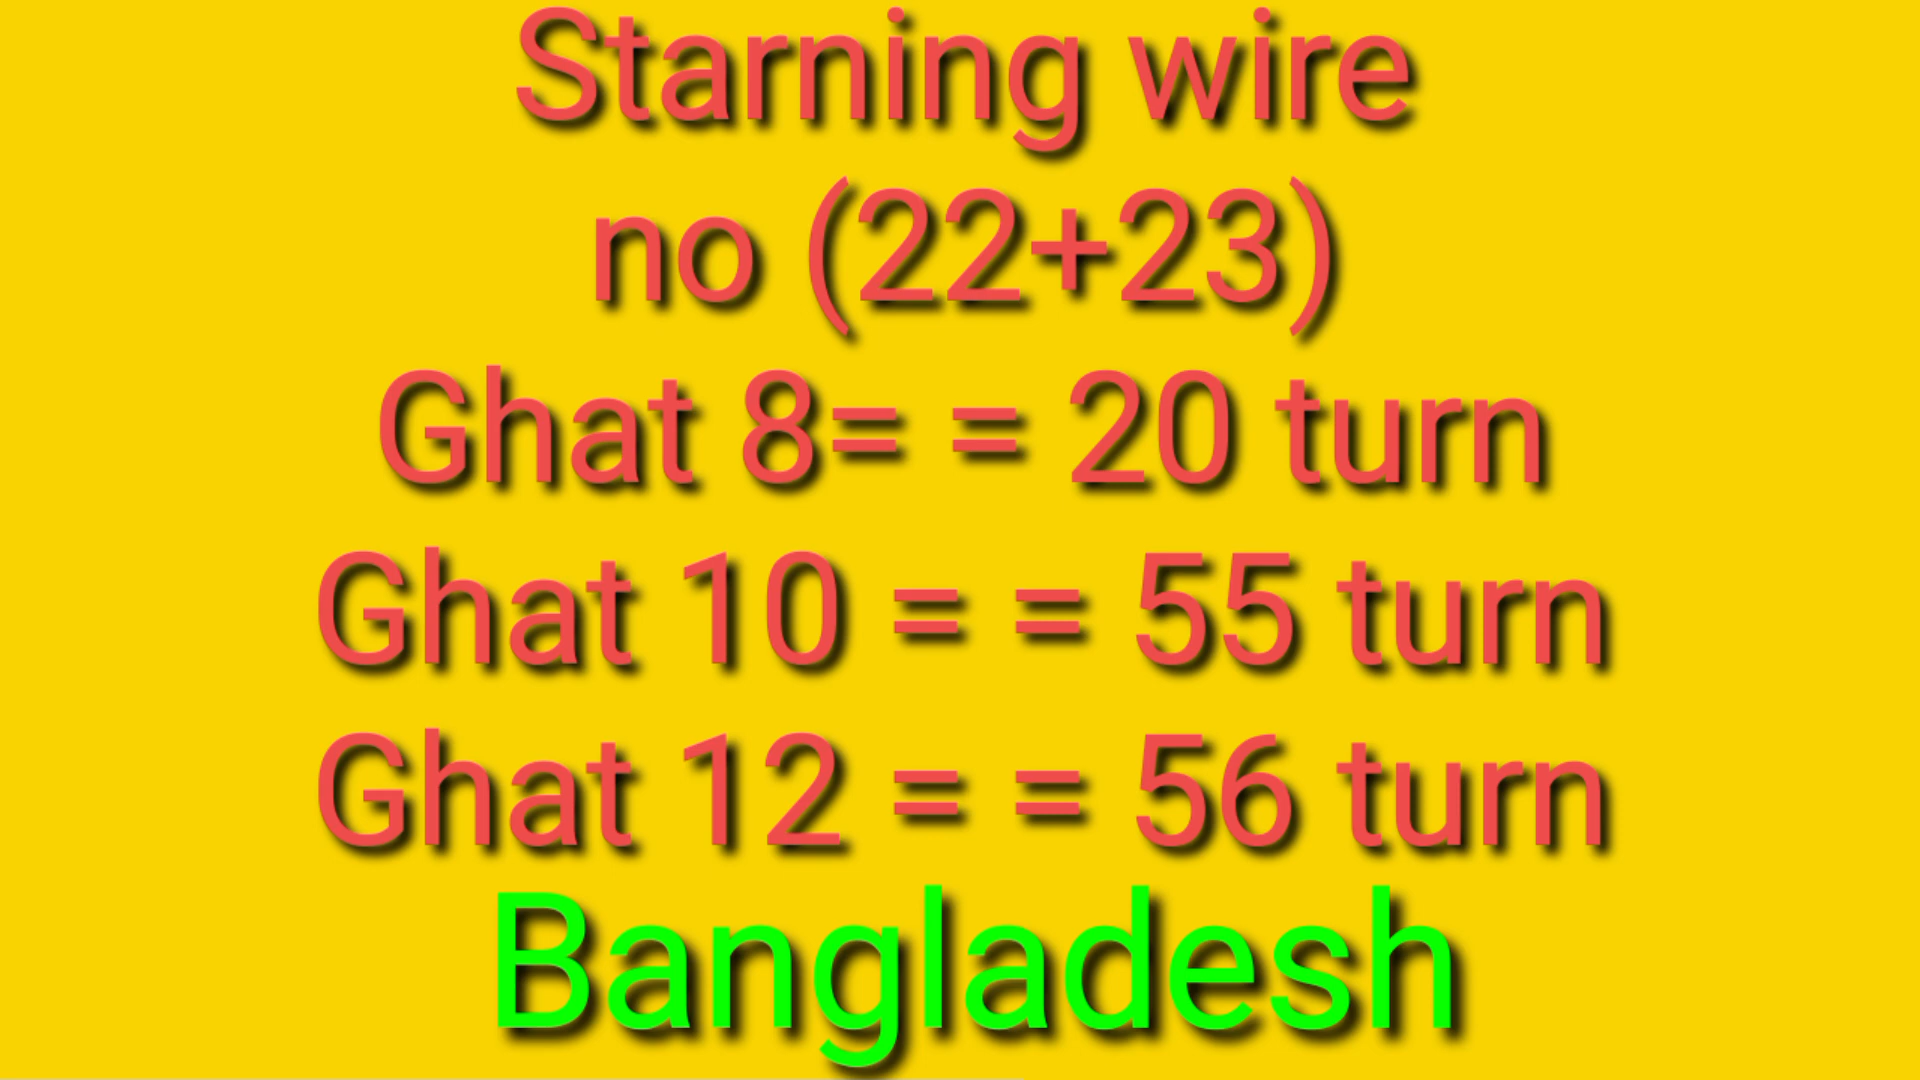 Starning wire
no (22+23)
Ghat 8= = 20 turn
Ghat 10 = = 55 turn
Ghat 12 = = 56 turn
Bangladesh